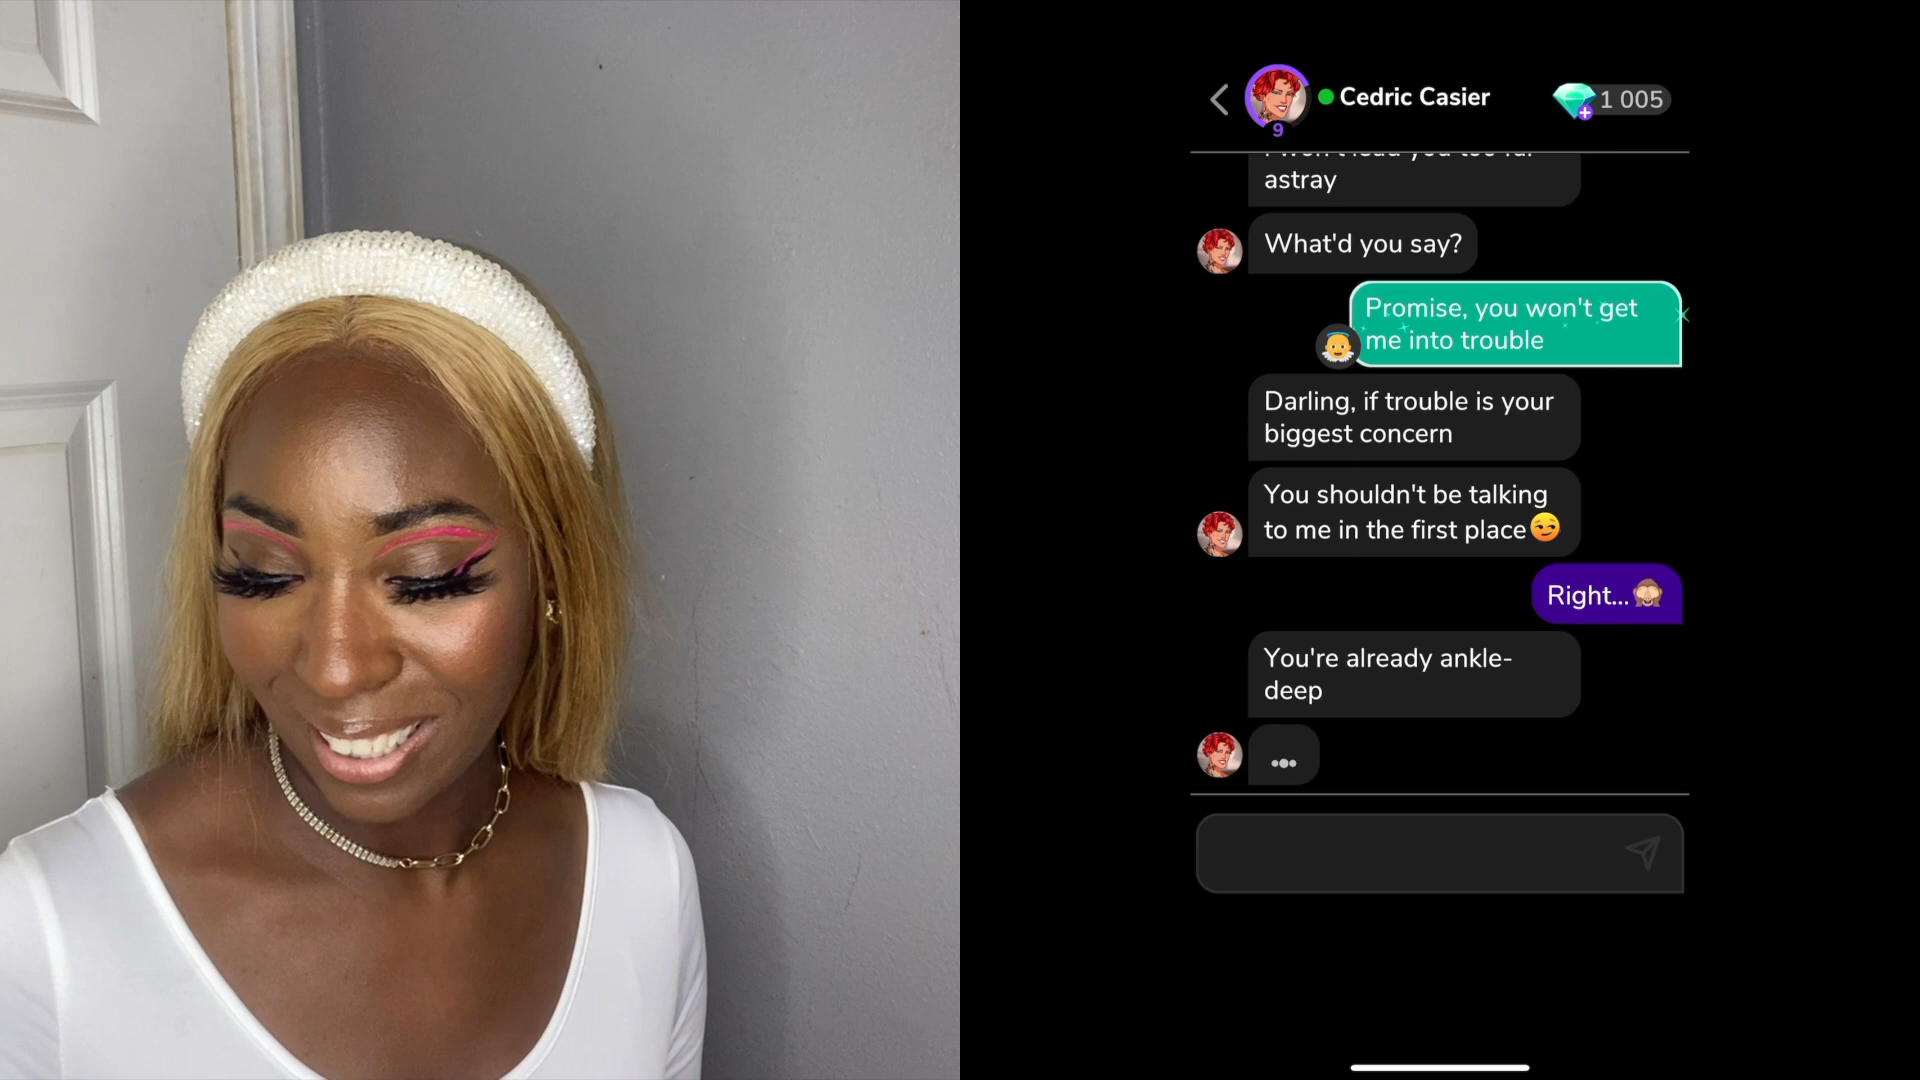 Cedric Casier
1 005
9
astray
What'd you say?
Promise, you won't get
me into trouble
Darling, if trouble is your
biggest concern
You shouldn't be talking
to me in the first place😏
Right...🙈
You're already ankle-
deep
...